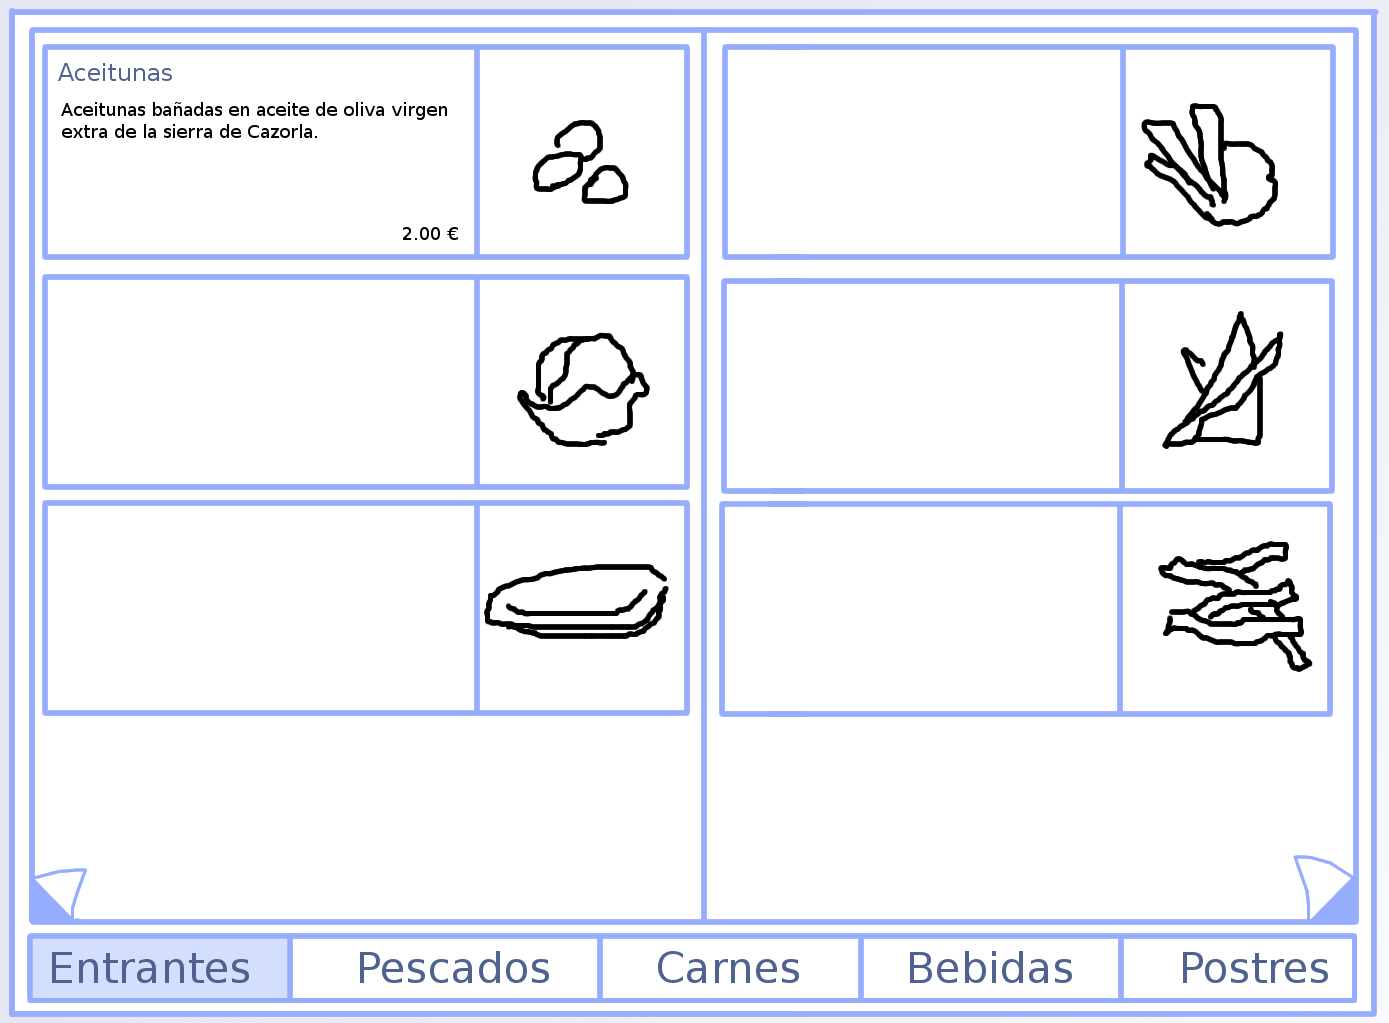 Aceitunas
Aceitunas bañadas en aceite de oliva virgen
extra de la sierra de Cazorla.
2.00 €
Entrantes
Pescados
Carnes
Bebidas
Postres